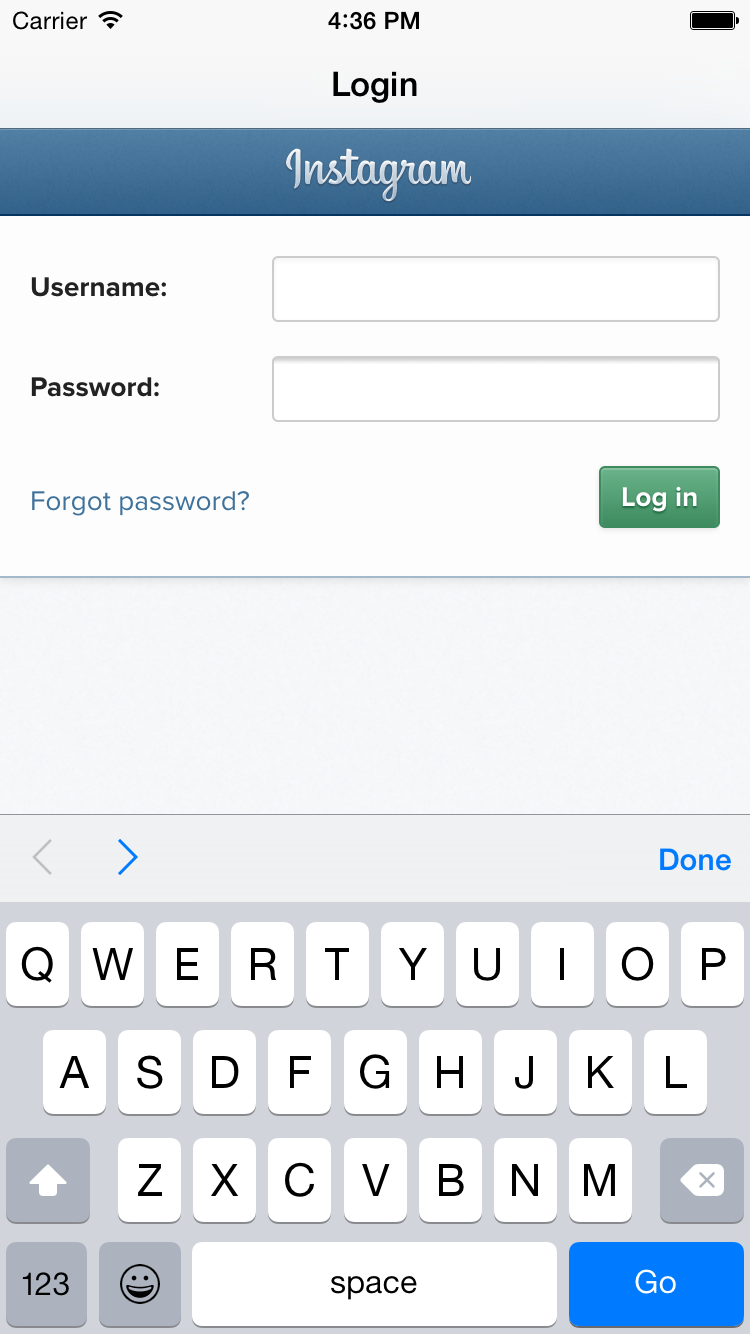 Carrier 4:36 PM
Login
Instagram
Username:
Password:
Forgot password? Log in
Done
Q W E R T Y U I O P
A S D F G H J K L
Z X C V B N M
123 space Go